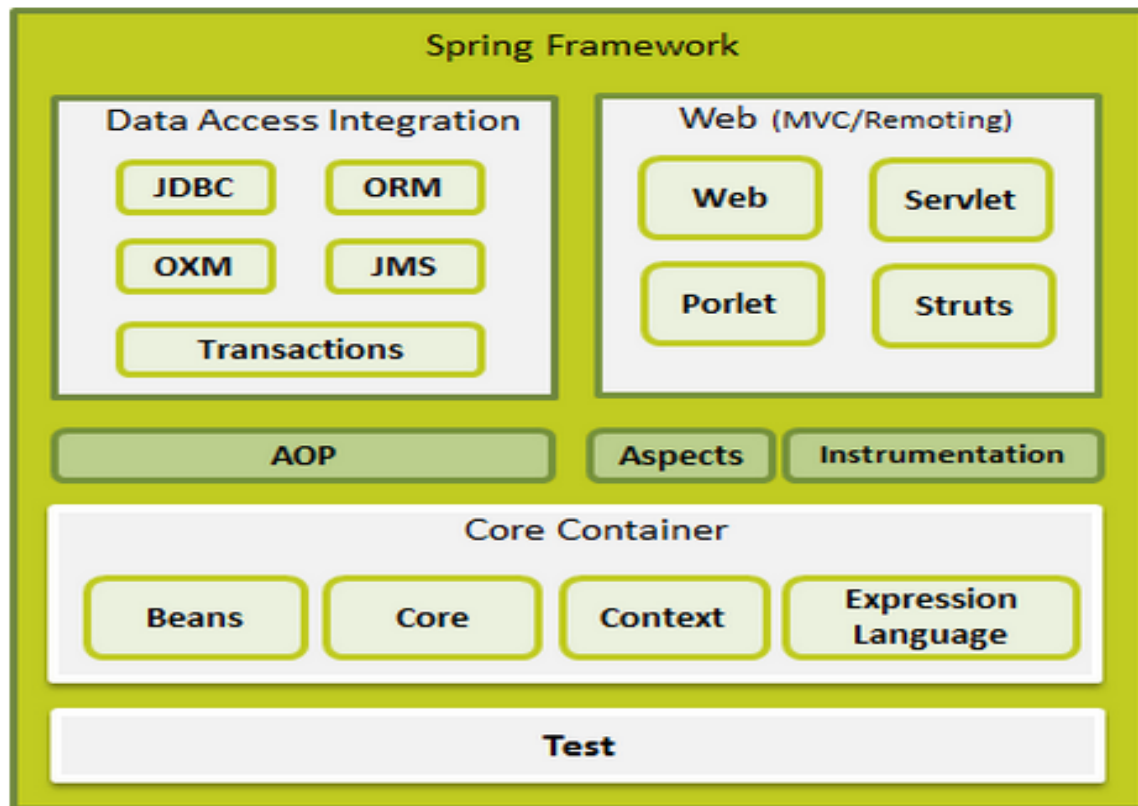 Spring Framework
Data Access Integration
JDBC
ORM
OXM
JMS
Transactions
Web (MVC/Remoting)
Web
Servlet
Porlet
Struts
AOP
Aspects
Instrumentation
Core Container
Beans
Core
Context
Expression
Language
Test